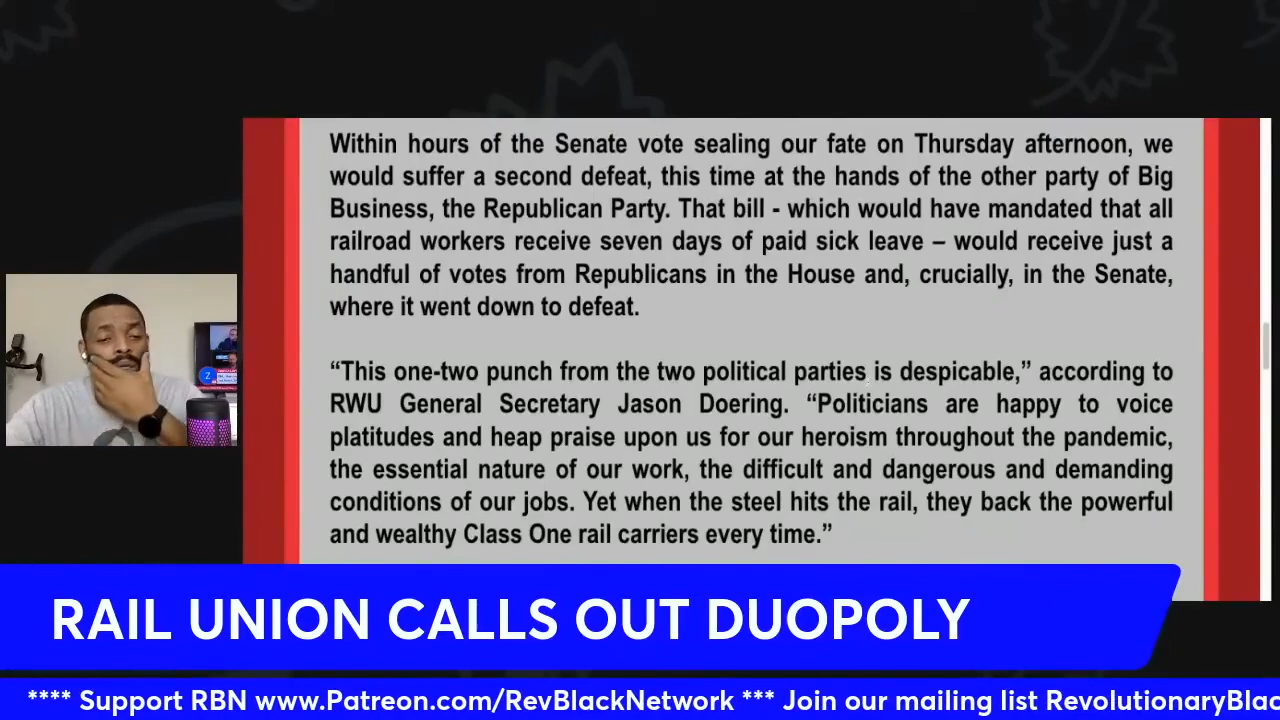 Within hours of the Senate vote sealing our fate on Thursday afternoon, we
would suffer a second defeat, this time at the hands of the other party of Big
Business, the Republican Party. That bill - which would have mandated that all
railroad workers receive seven days of paid sick leave – would receive just a
handful of votes from Republicans in the House and, crucially, in the Senate,
where it went down to defeat.
“This one-two punch from the two political parties is despicable,” according to
RWU General Secretary Jason Doering. “Politicians are happy to voice
platitudes and heap praise upon us for our heroism throughout the pandemic,
the essential nature of our work, the difficult and dangerous and demanding
conditions of our jobs. Yet when the steel hits the rail, they back the powerful
and wealthy Class One rail carriers every time.”
Z
RAIL UNION CALLS OUT DUOPOLY
**** Support RBN www.Patreon.com/RevBlackNetwork *** Join our mailing list RevolutionaryBlac